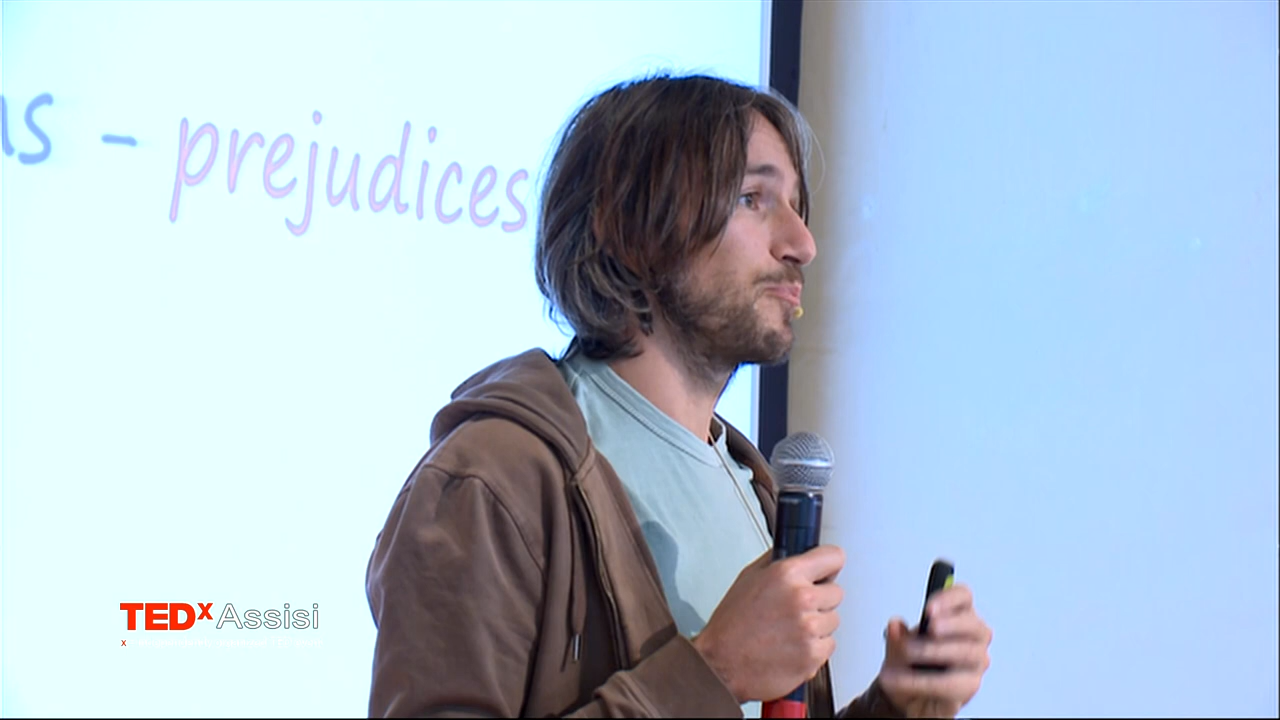 as – prejudices
TEDx Assisi